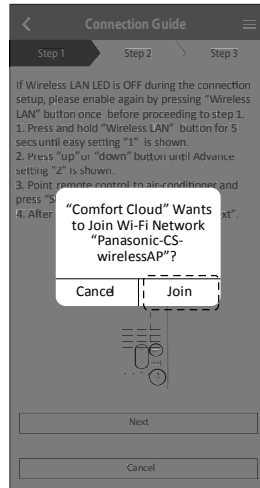 Connection Guide
Step 1
Step 2
Step 3
If Wireless LAN LED is OFF during the connection
setup, please enable again by pressing "Wireless
LAN" button once before proceeding to step 1.
1. Press and hold "Wireless LAN" button for 5
secs until easy setting "1" is shown.
2. Press "up" or "down" button until Advance
setting "2" is shown.
3. Point remote control to air-conditioner and
press "S
4. After
ext".
"Comfort Cloud" Wants
to Join Wi-Fi Network
"Panasonic-CS-
wirelessAP"?
Cancel
Join
Next
Cancel